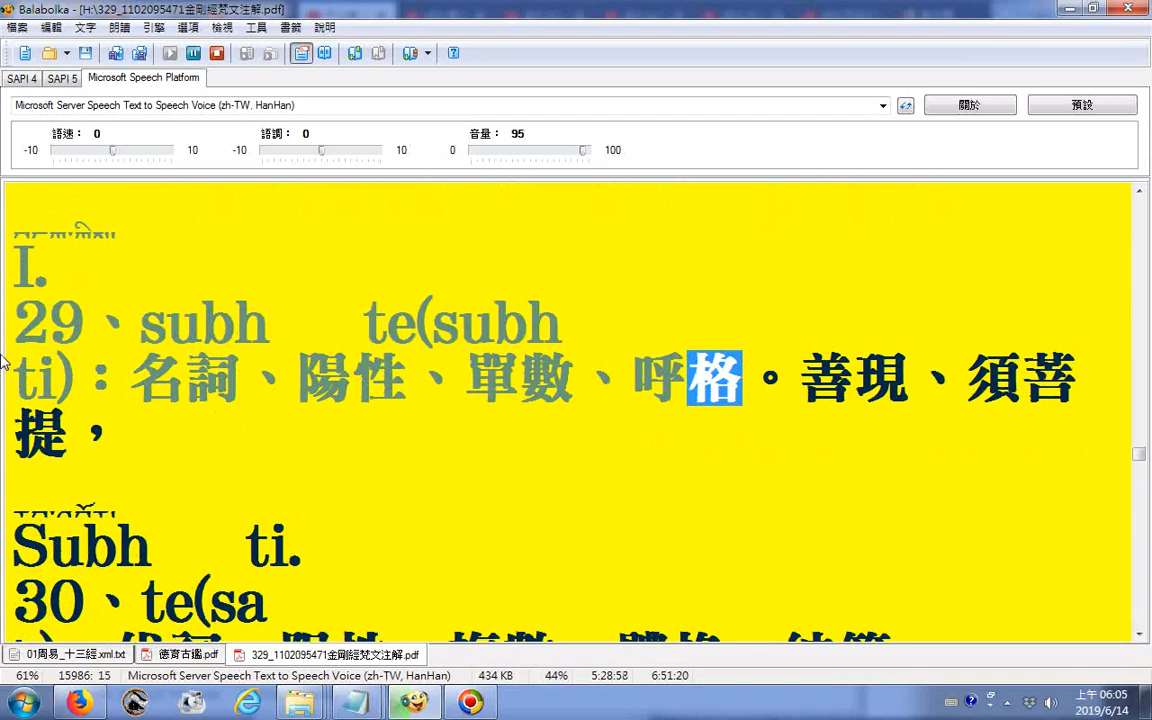 Balabolka - [H:\329_1102095471金剛經梵文注解.pdf]
檔案 編輯 文字 朗讀 引擎 選項 檢視 工具 書籤 說明
SAPI 4 SAPI 5 Microsoft Speech Platform
Microsoft Server Speech Text to Speech Voice (zh-TW, HanHan) 關於 預設
語速： 0 語調： 0 音量： 95
-10 10 -10 10 0 100
I.
29、subh te(subh
ti)：名詞、陽性、單數、呼格。善現、須菩
提，
Subh ti.
30、te(sa
01周易_十三經.xml.txt 德育古鑑.pdf 329_1102095471金剛經梵文注解.pdf
61% 15986: 15 Microsoft Server Speech Text to Speech Voice (zh-TW, HanHan) 434 KB 44% 5:28:58 6:51:20
上午 06:05
2019/6/14